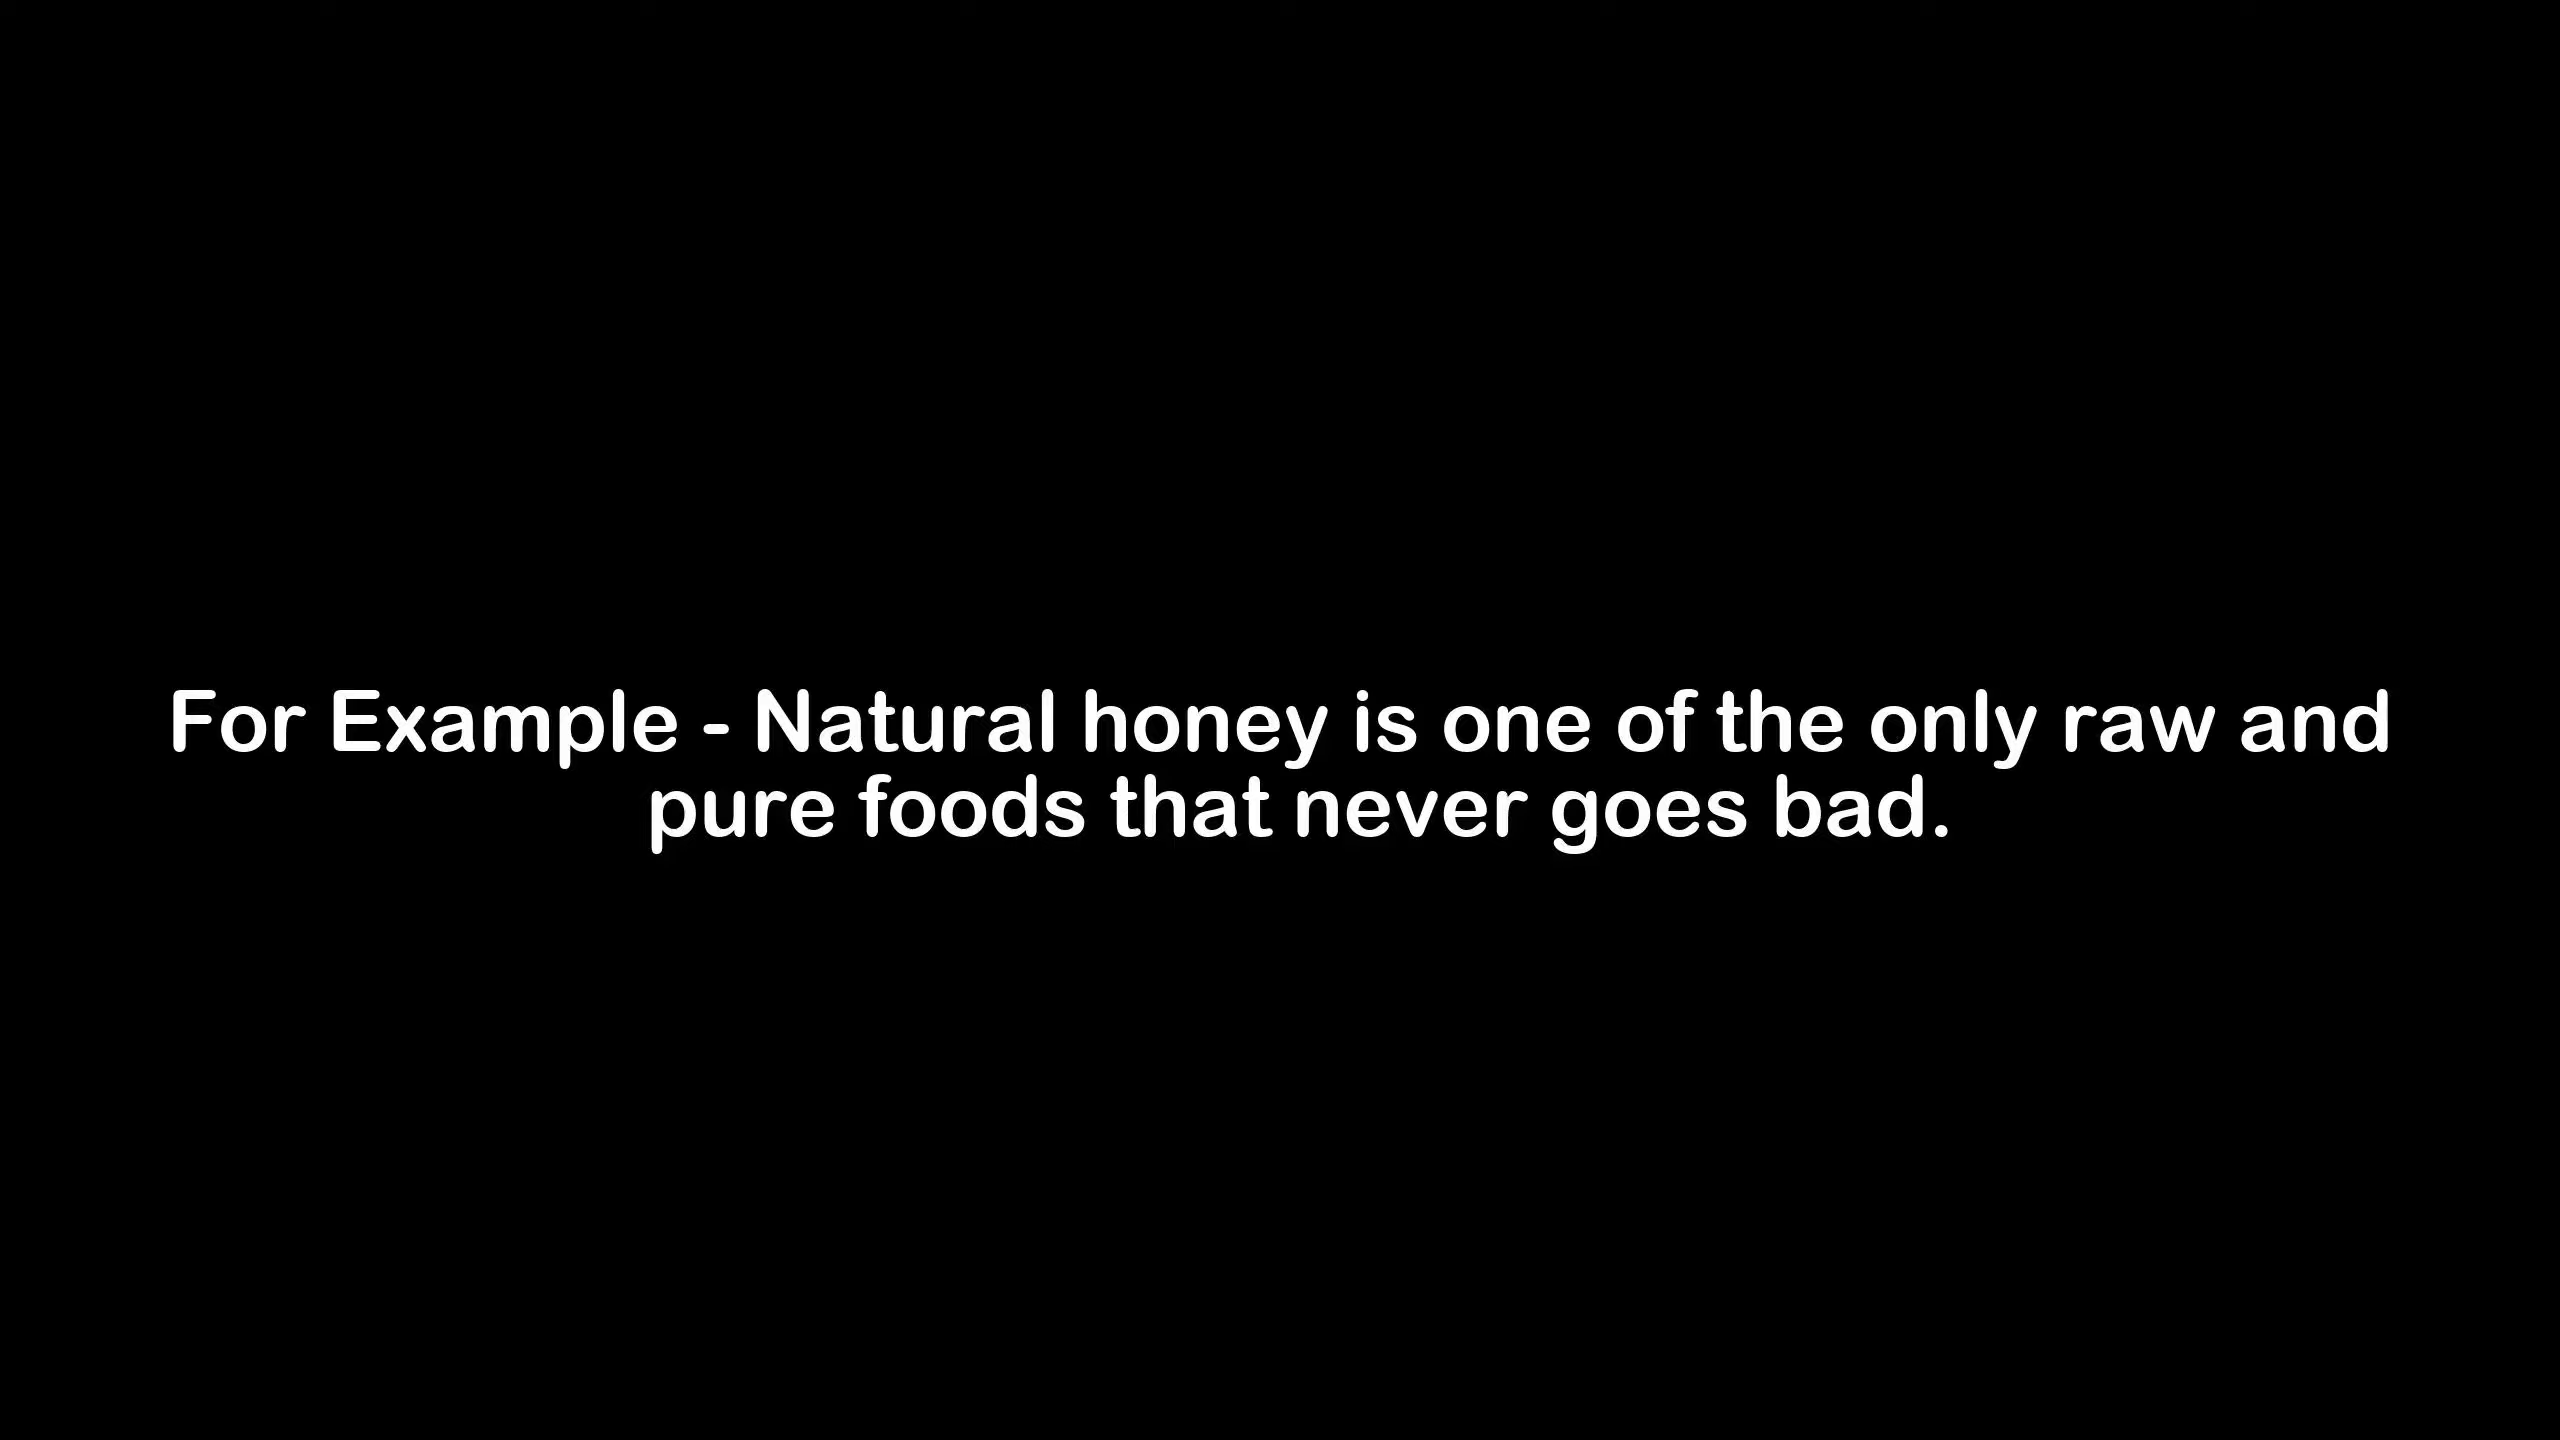 For Example - Natural honey is one of the only raw and
pure foods that never goes bad.